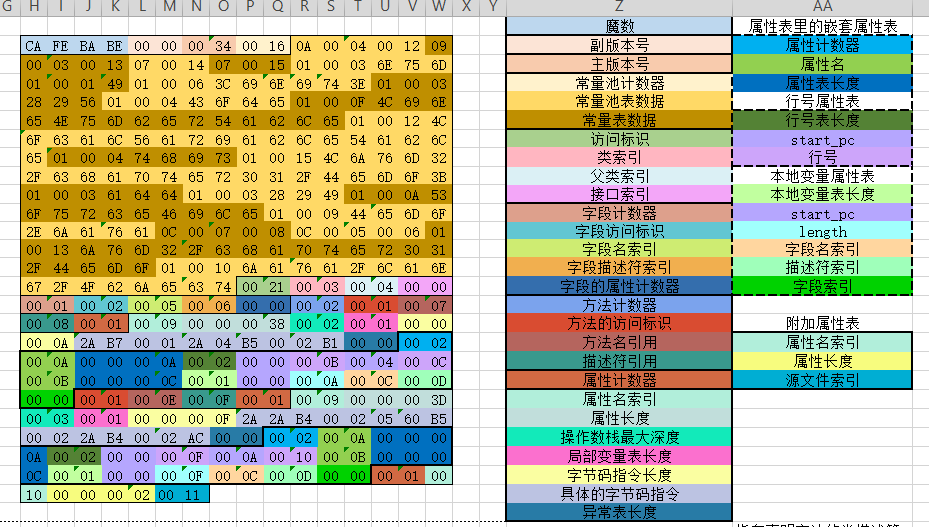 G H I J K L M N O P Q R S T U V W X Y Z AA
CA FE BA BE 00 00 00 34 00 16 0A 00 04 00 12 09
00 03 00 13 07 00 14 07 00 15 01 00 03 6E 75 6D
01 00 01 49 01 00 06 3C 69 6E 69 74 3E 01 00 03
28 29 56 01 00 04 43 6F 64 65 01 00 0F 4C 69 6E
65 4E 75 6D 62 65 72 54 61 62 6C 65 01 00 12 4C
6F 63 61 6C 56 61 72 69 61 62 6C 65 54 61 62 6C
65 01 00 04 74 68 69 73 01 00 15 4C 6A 76 6D 32
2F 63 68 61 70 74 65 72 30 31 2F 44 65 6D 6F 3B
01 00 03 61 64 64 01 00 03 28 29 49 01 00 0A 53
6F 75 72 63 65 46 69 6C 65 01 00 09 44 65 6D 6F
2E 6A 61 76 61 0C 00 07 00 08 0C 00 05 00 06 01
00 13 6A 76 6D 32 2F 63 68 61 70 74 65 72 30 31
2F 44 65 6D 6F 01 00 10 6A 61 76 61 2F 6C 61 6E
67 2F 4F 62 6A 65 63 74 00 21 00 03 00 04 00 00
00 01 00 02 00 05 00 06 00 00 00 02 00 01 00 07
00 08 00 01 00 09 00 00 00 38 00 02 00 01 00 00
00 0A 2A B7 00 01 2A 04 B5 00 02 B1 00 00 00 02
00 0A 00 00 00 0A 00 02 00 00 00 0B 00 04 00 0C
00 0B 00 00 00 0C 00 01 00 00 00 0A 00 0C 00 0D
00 00 00 01 00 0E 00 0F 00 01 00 09 00 00 00 3D
00 03 00 01 00 00 00 0F 2A 2A B4 00 02 05 60 B5
00 02 2A B4 00 02 AC 00 00 00 02 00 0A 00 00 00
0A 00 02 00 00 00 0F 00 0A 00 10 00 0B 00 00 00
0C 00 01 00 00 00 0F 00 0C 00 0D 00 00 00 01 00
10 00 00 00 02 00 11
魔数
副版本号
主版本号
常量池计数器
常量池表数据
常量表数据
访问标识
类索引
父类索引
接口索引
字段计数器
字段访问标识
字段名索引
字段描述符索引
字段的属性计数器
方法计数器
方法的访问标识
方法名引用
描述符引用
属性计数器
属性名索引
属性长度
操作数栈最大深度
局部变量表长度
字节码指令长度
具体的字节码指令
异常表长度
属性表里的嵌套属性表
属性计数器
属性名
属性表长度
行号属性表
行号表长度
start_pc
行号
本地变量属性表
本地变量表长度
start_pc
length
字段名索引
描述符索引
字段索引
附加属性表
属性名索引
属性长度
源文件索引